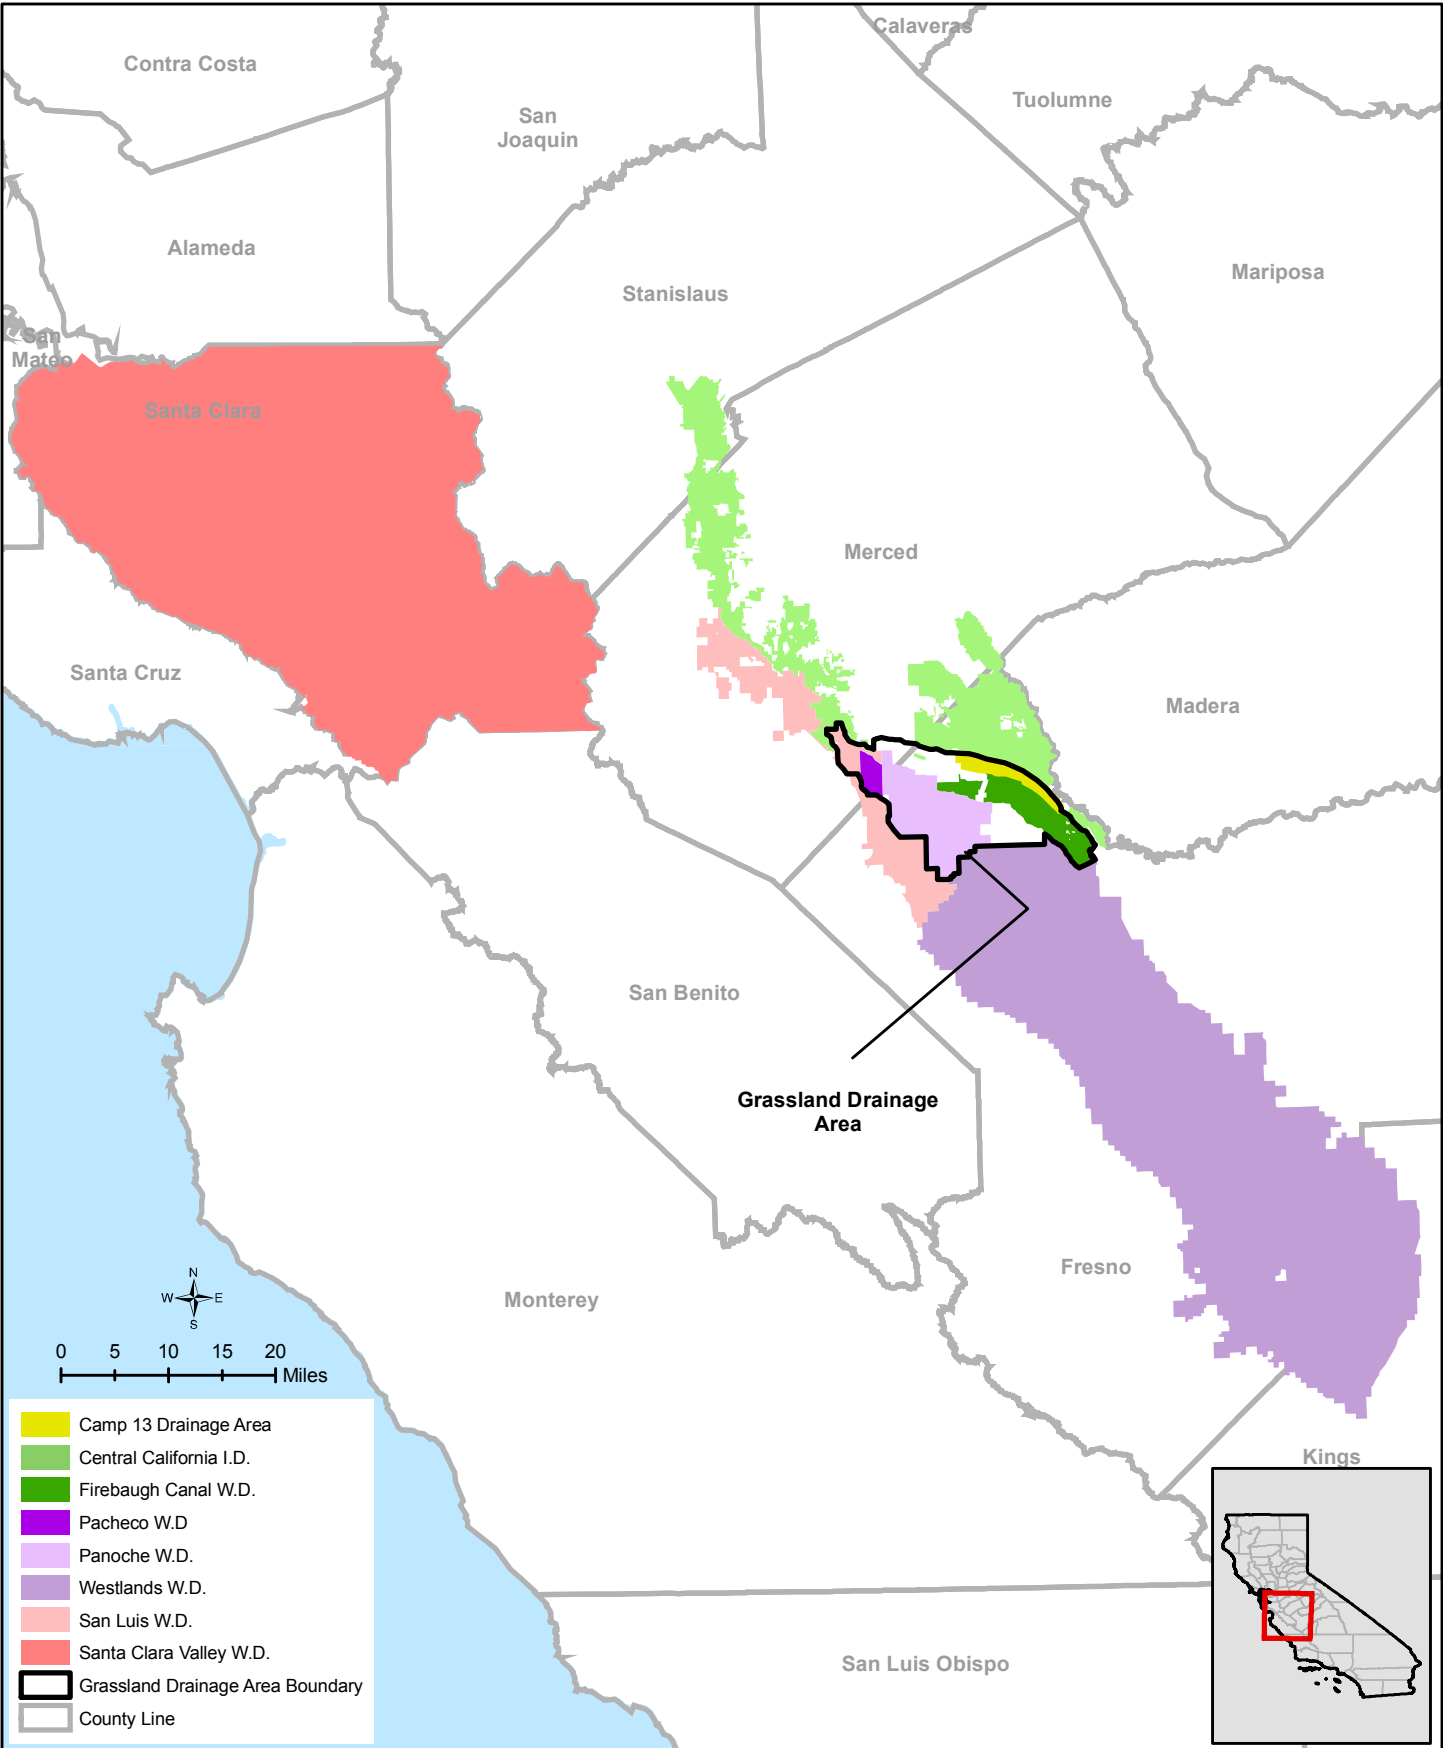 Calaveras
Contra Costa
Tuolumne
San
Joaquin
Alameda
Mariposa
Stanislaus
San
Mateo
Santa Clara
Merced
Santa Cruz
Madera
San Benito
Grassland Drainage
Area
Fresno
Monterey
N
W
E
S
0 5 10 15 20
Miles
Camp 13 Drainage Area
Central California I.D.
Firebaugh Canal W.D.
Pacheco W.D
Panoche W.D.
Westlands W.D.
San Luis W.D.
Santa Clara Valley W.D.
Grassland Drainage Area Boundary
County Line
Kings
San Luis Obispo